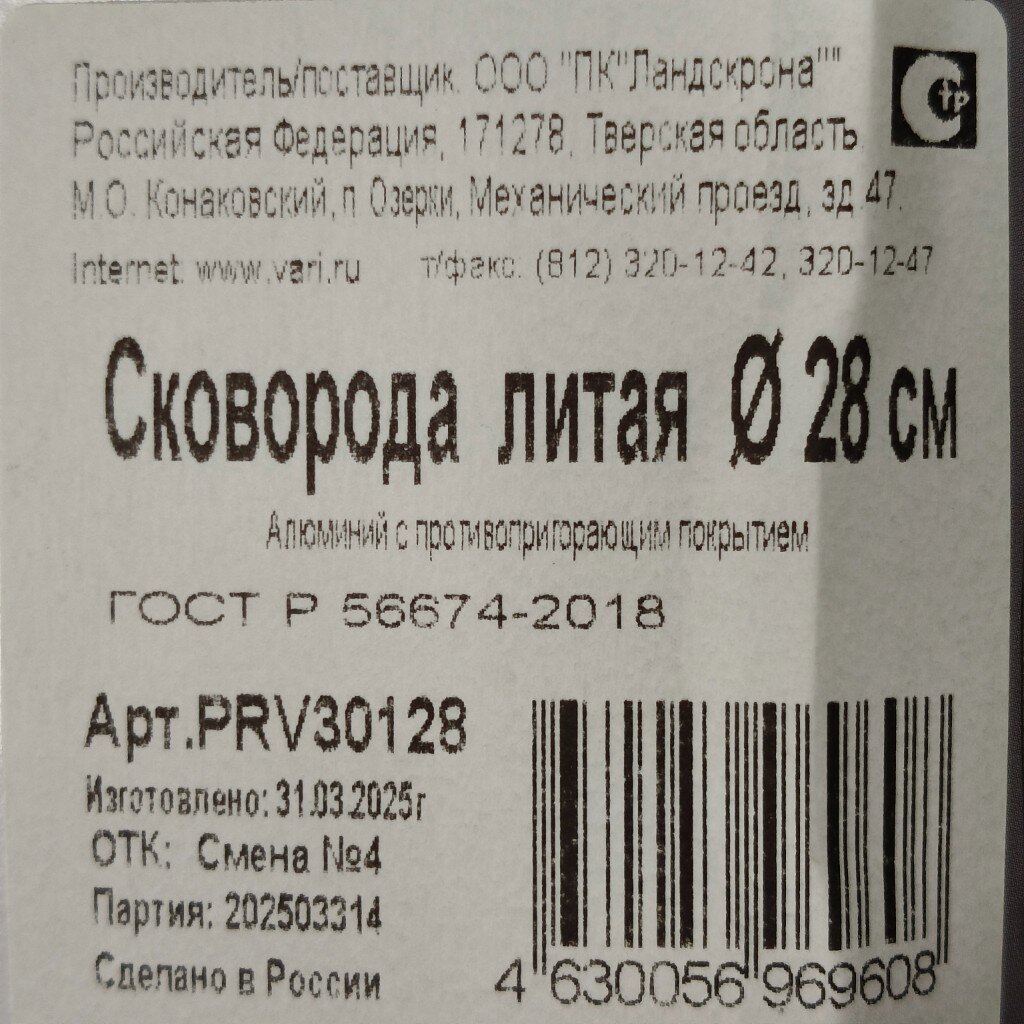 Производитель/поставщик: ООО "ПК"Ландскрона""
Российская Федерация, 171278, Тверская область,
М.О. Конаковский, п. Озерки, Механический проезд, зд.47.
Internet: www.vari.ru т/факс: (812) 320-12-42, 320-12-47
Сковорода литая Ø 28 см
Алюминий с противопригорающим покрытием
ГОСТ Р 56674-2018
Арт.PRV30128
Изготовлено: 31.03.2025г
ОТК: Смена №4
Партия: 202503314
Сделано в России
4 630056 969608